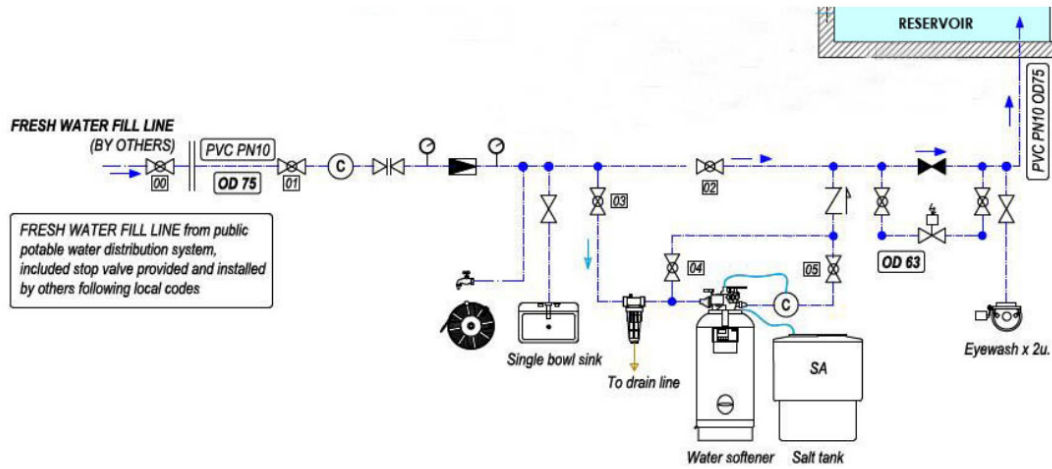 RESERVOIR
PVC PN10 OD75
FRESH WATER FILL LINE
(BY OTHERS)
PVC PN10
OD 75
00
01
C
02
03
FRESH WATER FILL LINE from public
potable water distribution system,
included stop valve provided and installed
by others following local codes
04
05
OD 63
C
Single bowl sink
To drain line
SA
Eyewash x 2u.
Water softener
Salt tank